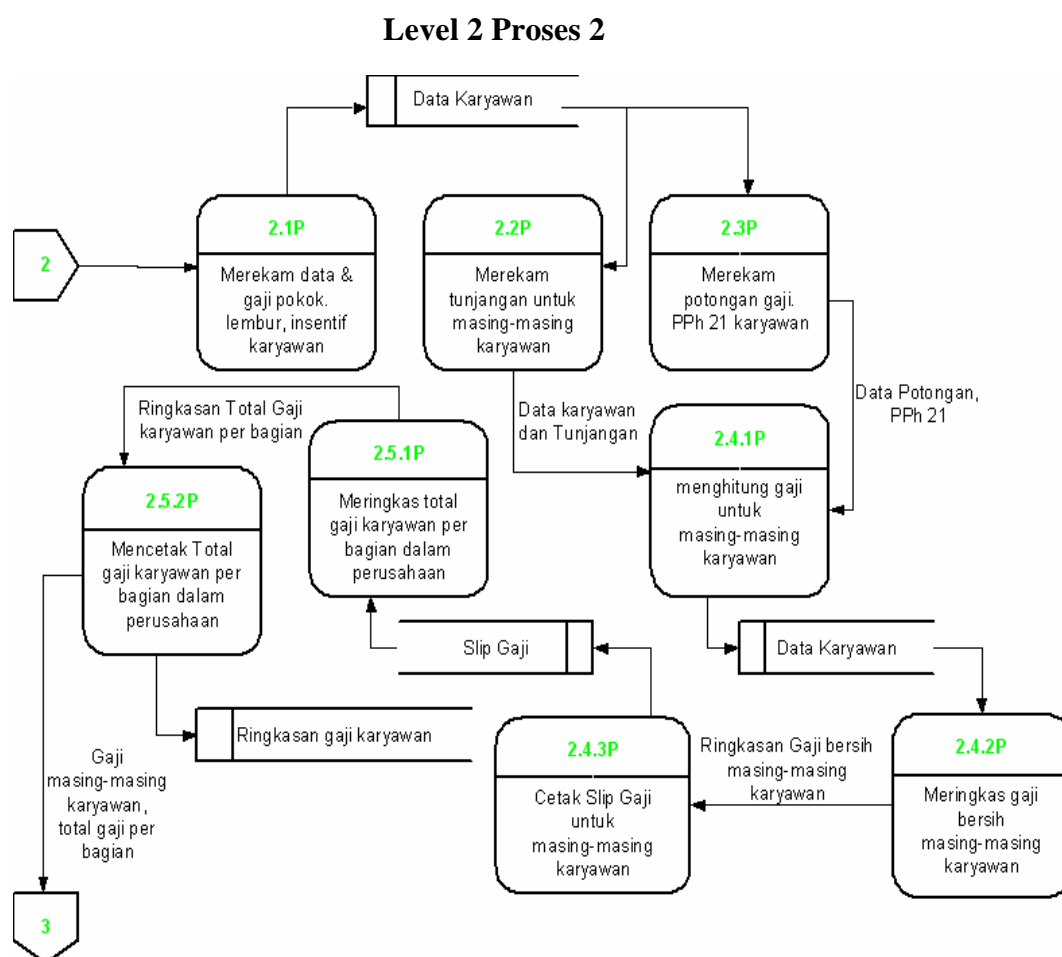 Level 2 Proses 2
Data Karyawan
2
2.1P
Merekam data &
gaji pokok.
lembur, insentif
karyawan
2.2P
Merekam
tunjangan untuk
masing-masing
karyawan
2.3P
Merekam
potongan gaji.
PPh 21 karyawan
Data Potongan,
PPh 21
Data karyawan
dan Tunjangan
2.4.1P
menghitung gaji
untuk
masing-masing
karyawan
Ringkasan Total Gaji
karyawan per bagian
2.5.1P
Meringkas total
gaji karyawan per
bagian dalam
perusahaan
2.5.2P
Mencetak Total
gaji karyawan per
bagian dalam
perusahaan
Slip Gaji
Data Karyawan
Ringkasan gaji karyawan
2.4.3P
Cetak Slip Gaji
untuk
masing-masing
karyawan
Ringkasan Gaji bersih
masing-masing
karyawan
2.4.2P
Meringkas gaji
bersih
masing-masing
karyawan
Gaji
masing-masing
karyawan,
total gaji per
bagian
3